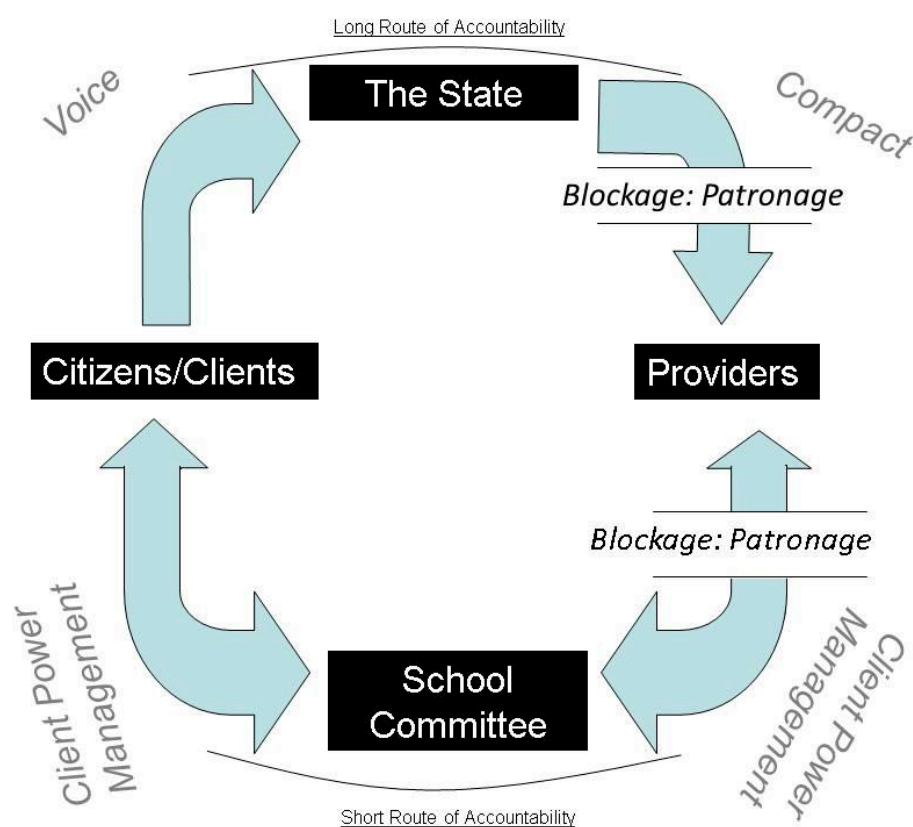 Long Route of Accountability
Voice
The State
Compact
Blockage: Patronage
Citizens/Clients
Providers
Blockage: Patronage
Client Power
Management
School
Committee
Client Power
Management
Short Route of Accountability